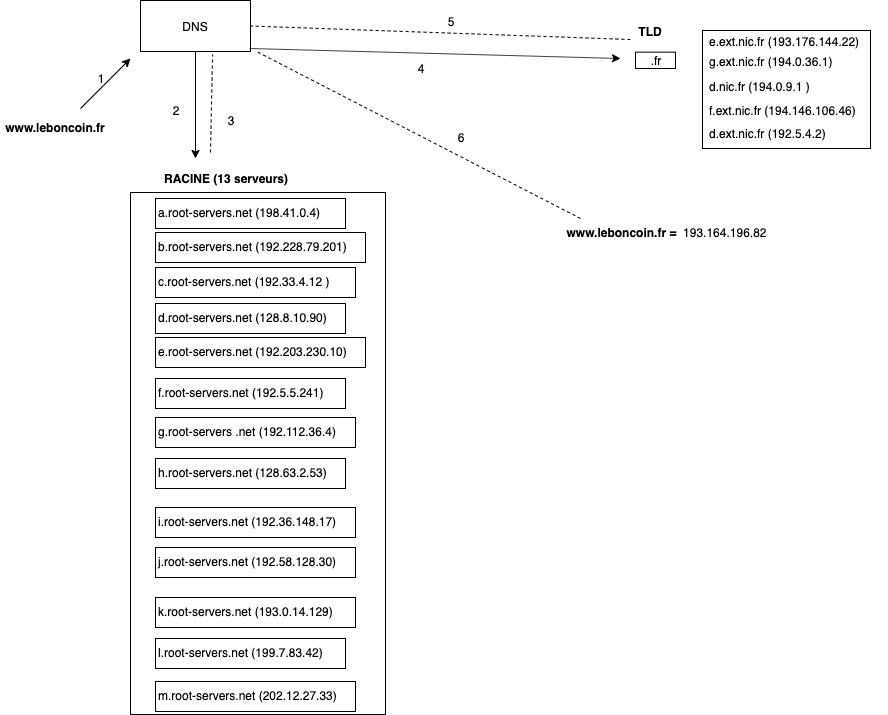 DNS
5
TLD
.fr
4
1
2
3
6
www.leboncoin.fr
e.ext.nic.fr (193.176.144.22)
g.ext.nic.fr (194.0.36.1)
d.nic.fr (194.0.9.1 )
f.ext.nic.fr (194.146.106.46)
d.ext.nic.fr (192.5.4.2)
www.leboncoin.fr = 193.164.196.82
RACINE (13 serveurs)
a.root-servers.net (198.41.0.4)
b.root-servers.net (192.228.79.201)
c.root-servers.net (192.33.4.12 )
d.root-servers.net (128.8.10.90)
e.root-servers.net (192.203.230.10)
f.root-servers.net (192.5.5.241)
g.root-servers .net (192.112.36.4)
h.root-servers.net (128.63.2.53)
i.root-servers.net (192.36.148.17)
j.root-servers.net (192.58.128.30)
k.root-servers.net (193.0.14.129)
l.root-servers.net (199.7.83.42)
m.root-servers.net (202.12.27.33)